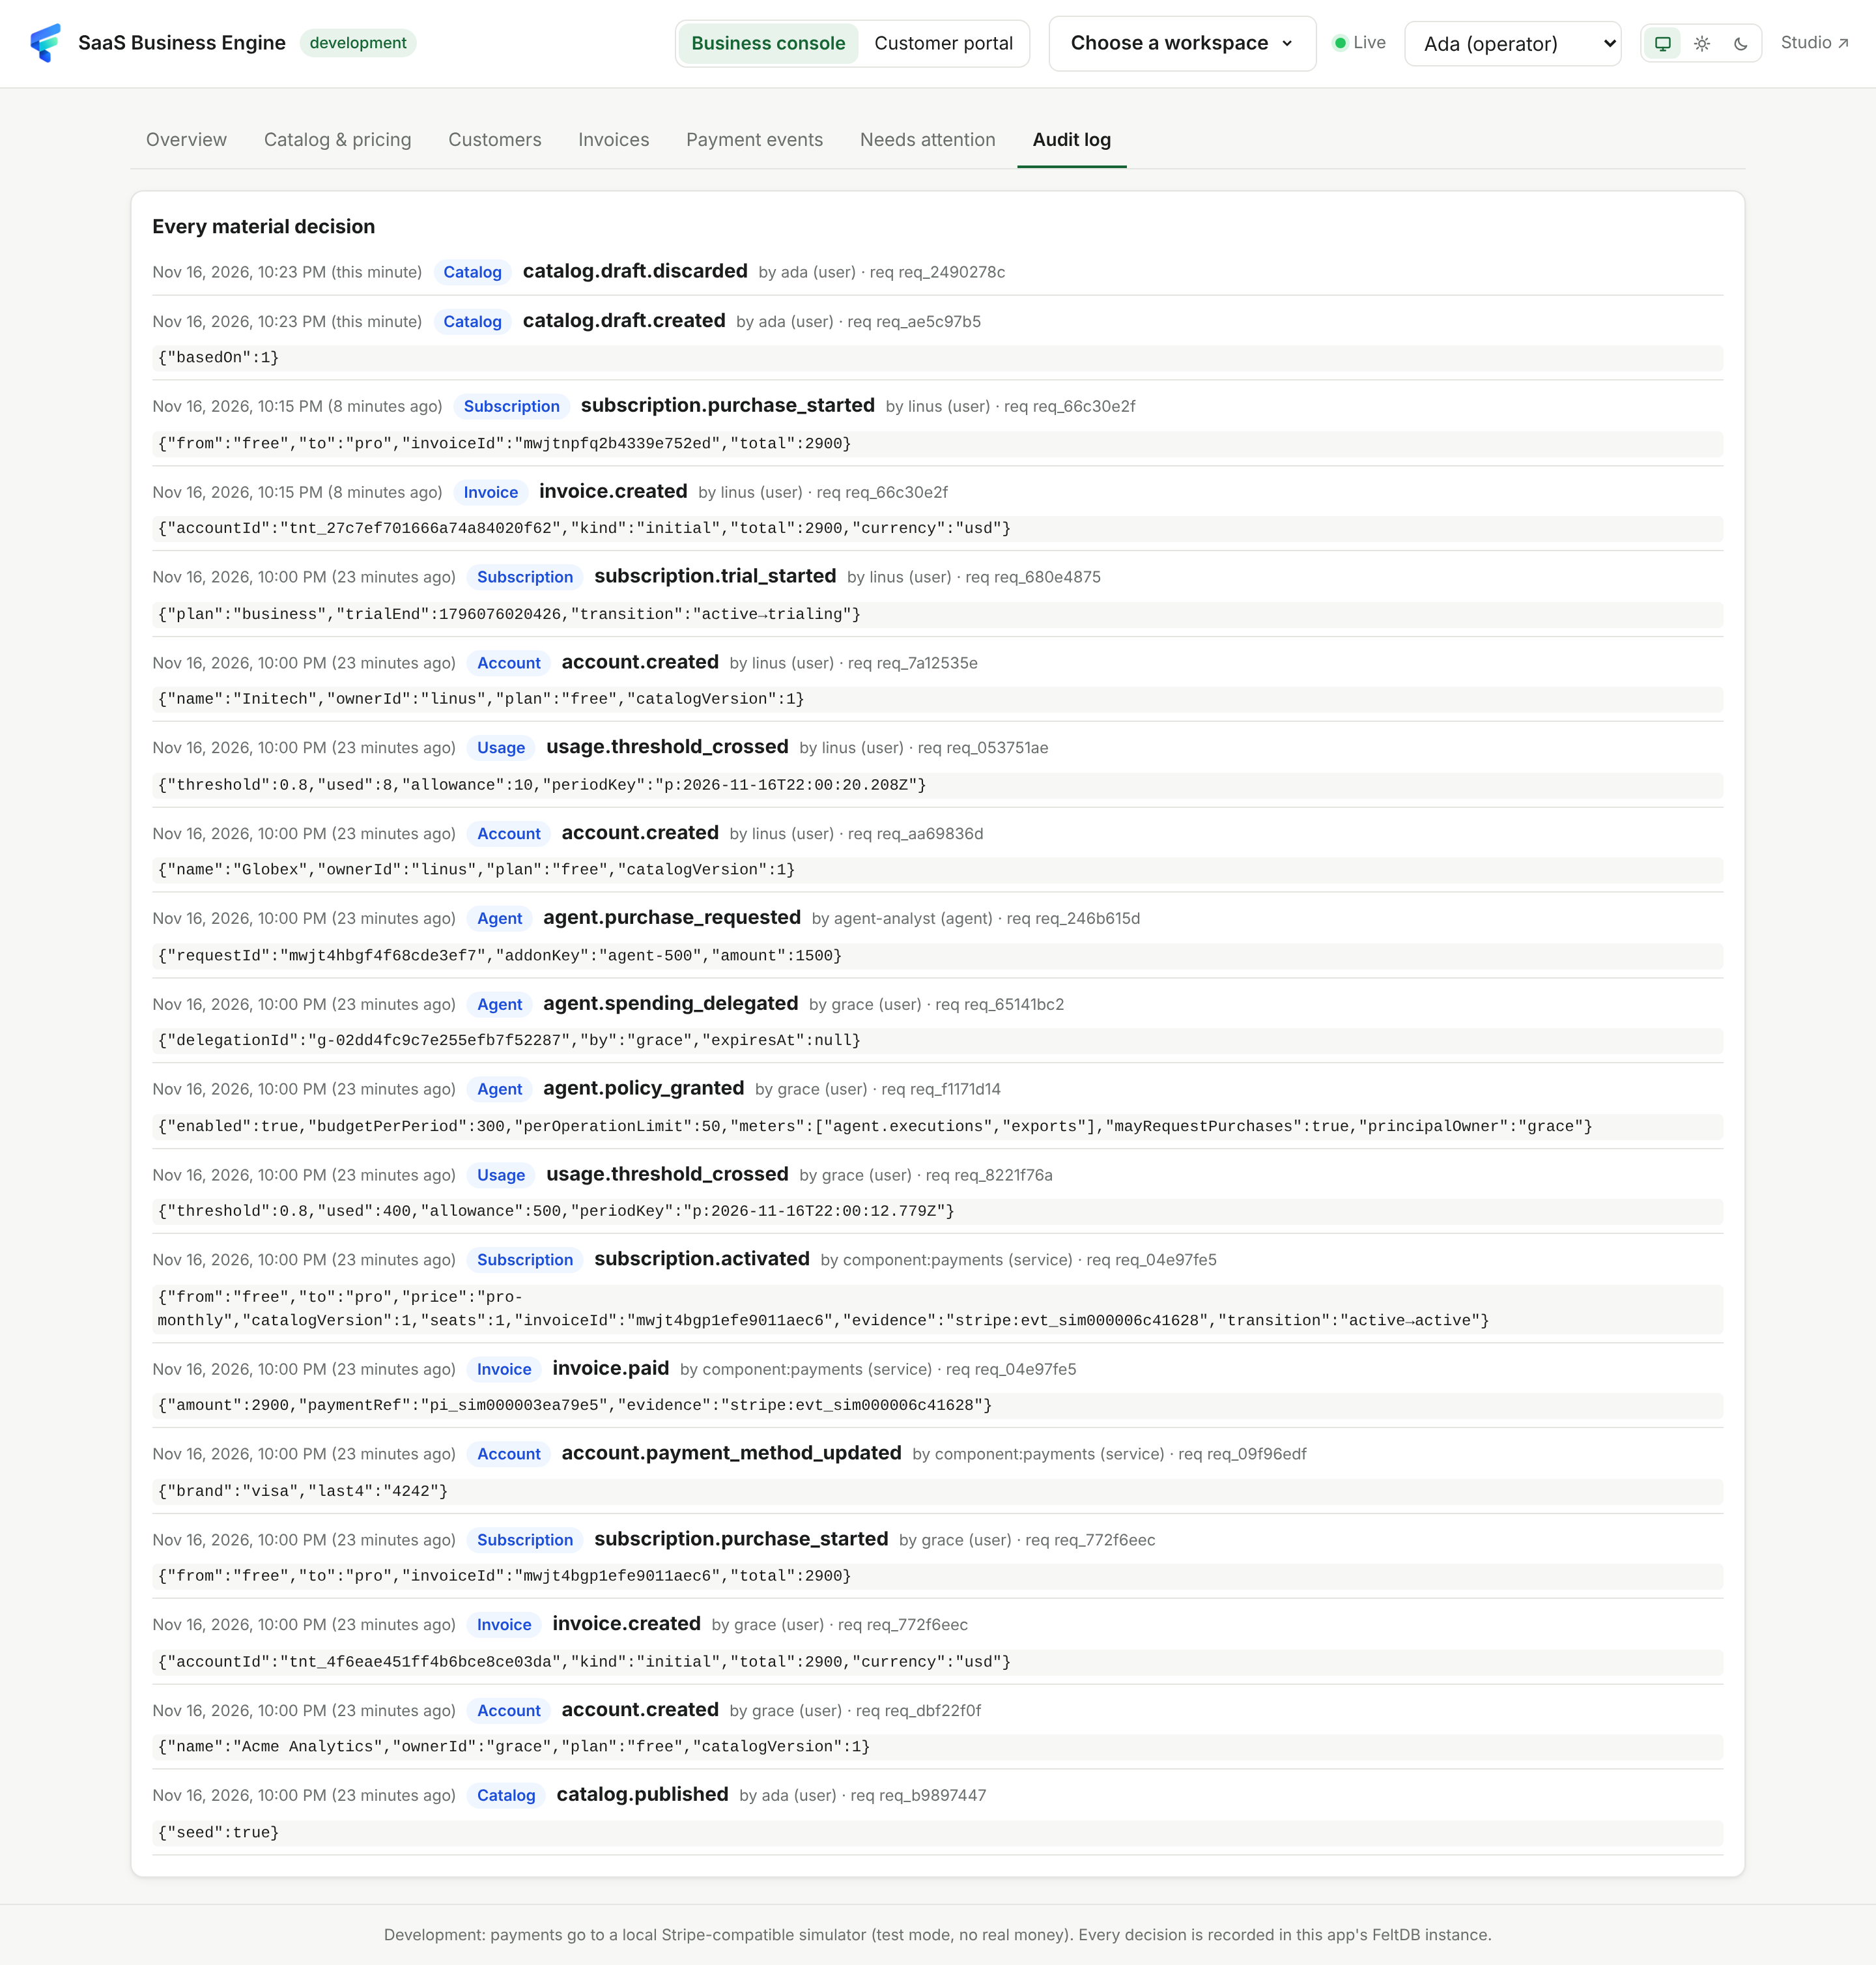 SaaS Business Engine development Business console Customer portal Choose a workspace Live Ada (operator) Studio ↗
Overview Catalog & pricing Customers Invoices Payment events Needs attention Audit log
Every material decision
Nov 16, 2026, 10:23 PM (this minute) Catalog catalog.draft.discarded by ada (user) · req req_2490278c
Nov 16, 2026, 10:23 PM (this minute) Catalog catalog.draft.created by ada (user) · req req_ae5c97b5
{"basedOn":1}
Nov 16, 2026, 10:15 PM (8 minutes ago) Subscription subscription.purchase_started by linus (user) · req req_66c30e2f
{"from":"free","to":"pro","invoiceId":"mwjtnpfq2b4339e752ed","total":2900}
Nov 16, 2026, 10:15 PM (8 minutes ago) Invoice invoice.created by linus (user) · req req_66c30e2f
{"accountId":"tnt_27c7ef701666a74a84020f62","kind":"initial","total":2900,"currency":"usd"}
Nov 16, 2026, 10:00 PM (23 minutes ago) Subscription subscription.trial_started by linus (user) · req req_680e4875
{"plan":"business","trialEnd":1796076020426,"transition":"active→trialing"}
Nov 16, 2026, 10:00 PM (23 minutes ago) Account account.created by linus (user) · req req_7a12535e
{"name":"Initech","ownerId":"linus","plan":"free","catalogVersion":1}
Nov 16, 2026, 10:00 PM (23 minutes ago) Usage usage.threshold_crossed by linus (user) · req req_053751ae
{"threshold":0.8,"used":8,"allowance":10,"periodKey":"p:2026-11-16T22:00:20.208Z"}
Nov 16, 2026, 10:00 PM (23 minutes ago) Account account.created by linus (user) · req req_aa69836d
{"name":"Globex","ownerId":"linus","plan":"free","catalogVersion":1}
Nov 16, 2026, 10:00 PM (23 minutes ago) Agent agent.purchase_requested by agent-analyst (agent) · req req_246b615d
{"requestId":"mwjt4hbgf4f68cde3ef7","addonKey":"agent-500","amount":1500}
Nov 16, 2026, 10:00 PM (23 minutes ago) Agent agent.spending_delegated by grace (user) · req req_65141bc2
{"delegationId":"g-02dd4fc9c7e255efb7f52287","by":"grace","expiresAt":null}
Nov 16, 2026, 10:00 PM (23 minutes ago) Agent agent.policy_granted by grace (user) · req req_f1171d14
{"enabled":true,"budgetPerPeriod":300,"perOperationLimit":50,"meters":["agent.executions","exports"],"mayRequestPurchases":true,"principalOwner":"grace"}
Nov 16, 2026, 10:00 PM (23 minutes ago) Usage usage.threshold_crossed by grace (user) · req req_8221f76a
{"threshold":0.8,"used":400,"allowance":500,"periodKey":"p:2026-11-16T22:00:12.779Z"}
Nov 16, 2026, 10:00 PM (23 minutes ago) Subscription subscription.activated by component:payments (service) · req req_04e97fe5
{"from":"free","to":"pro","price":"pro-
monthly","catalogVersion":1,"seats":1,"invoiceId":"mwjt4bgp1efe9011aec6","evidence":"stripe:evt_sim000006c41628","transition":"active→active"}
Nov 16, 2026, 10:00 PM (23 minutes ago) Invoice invoice.paid by component:payments (service) · req req_04e97fe5
{"amount":2900,"paymentRef":"pi_sim000003ea79e5","evidence":"stripe:evt_sim000006c41628"}
Nov 16, 2026, 10:00 PM (23 minutes ago) Account account.payment_method_updated by component:payments (service) · req req_09f96edf
{"brand":"visa","last4":"4242"}
Nov 16, 2026, 10:00 PM (23 minutes ago) Subscription subscription.purchase_started by grace (user) · req req_772f6eec
{"from":"free","to":"pro","invoiceId":"mwjt4bgp1efe9011aec6","total":2900}
Nov 16, 2026, 10:00 PM (23 minutes ago) Invoice invoice.created by grace (user) · req req_772f6eec
{"accountId":"tnt_4f6eae451ff4b6bce8ce03da","kind":"initial","total":2900,"currency":"usd"}
Nov 16, 2026, 10:00 PM (23 minutes ago) Account account.created by grace (user) · req req_dbf22f0f
{"name":"Acme Analytics","ownerId":"grace","plan":"free","catalogVersion":1}
Nov 16, 2026, 10:00 PM (23 minutes ago) Catalog catalog.published by ada (user) · req req_b9897447
{"seed":true}
Development: payments go to a local Stripe-compatible simulator (test mode, no real money). Every decision is recorded in this app's FeltDB instance.